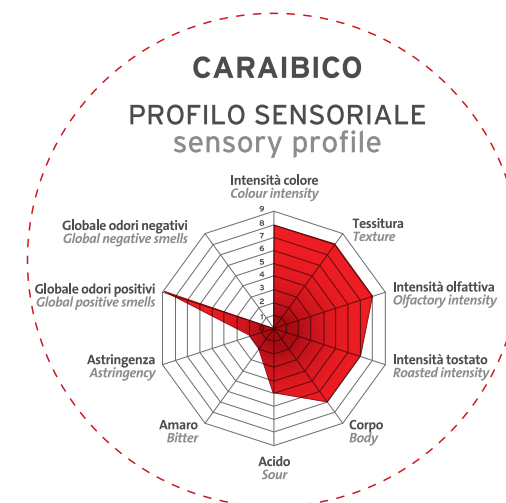 CARAIBICO
PROFILO SENSORIALE
sensory profile
Intensità colore
Colour intensity
9
8
7
6
5
4
3
2
1
Globale odori negativi
Global negative smells
Tessitura
Texture
Globale odori positivi
Global positive smells
Intensità olfattiva
Olfactory intensity
Astringenza
Astringency
Intensità tostato
Roasted intensity
Amaro
Bitter
Corpo
Body
Acido
Sour